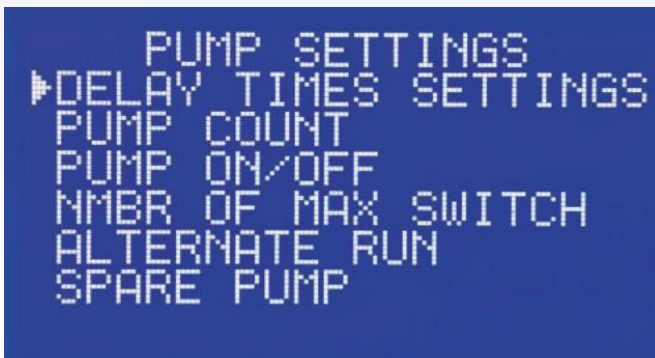 PUMP SETTINGS
▶DELAY TIMES SETTINGS
PUMP COUNT
PUMP ON/OFF
NMBR OF MAX SWITCH
ALTERNATE RUN
SPARE PUMP